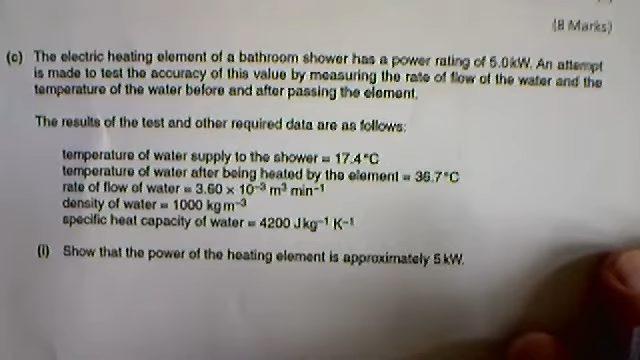 (8 Marks)
(c) The electric heating element of a bathroom shower has a power rating of 5.0kW. An attempt
is made to test the accuracy of this value by measuring the rate of flow of the water and the
temperature of the water before and after passing the element.
The results of the test and other required data are as follows:
temperature of water supply to the shower = 17.4°C
temperature of water after being heated by the element = 36.7°C
rate of flow of water = 3.60 × 10⁻³ m³ min⁻¹
density of water = 1000 kg m⁻³
specific heat capacity of water = 4200 J kg⁻¹ K⁻¹
(i) Show that the power of the heating element is approximately 5 kW.